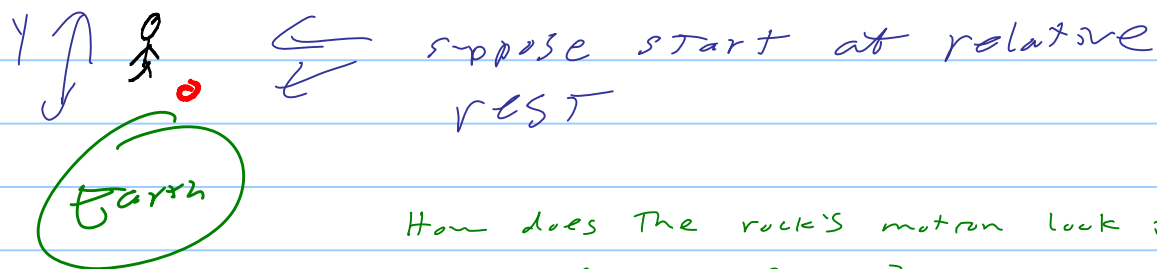 Y
suppose start at relative
rest
Earth
How does The rock's motion look